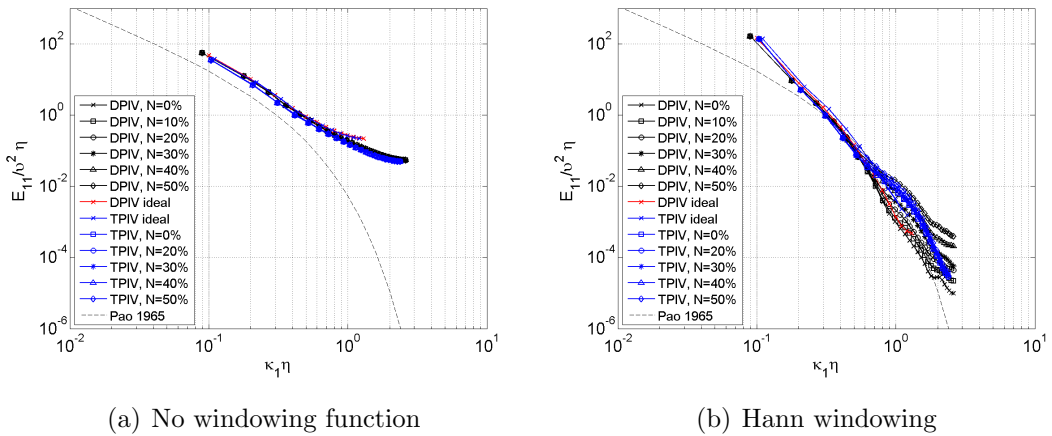 10^2
10^0
10^-2
10^-4
10^-6
E_11/υ^2 η
DPIV, N=0%
DPIV, N=10%
DPIV, N=20%
DPIV, N=30%
DPIV, N=40%
DPIV, N=50%
DPIV ideal
TPIV ideal
TPIV, N=0%
TPIV, N=20%
TPIV, N=30%
TPIV, N=40%
TPIV, N=50%
Pao 1965
10^-2 10^-1 10^0 10^1
κ_1η
(a) No windowing function
10^2
10^0
10^-2
10^-4
10^-6
E_11/υ^2 η
DPIV, N=0%
DPIV, N=10%
DPIV, N=20%
DPIV, N=30%
DPIV, N=40%
DPIV, N=50%
DPIV ideal
TPIV ideal
TPIV, N=0%
TPIV, N=20%
TPIV, N=30%
TPIV, N=40%
TPIV, N=50%
Pao 1965
10^-2 10^-1 10^0 10^1
κ_1η
(b) Hann windowing